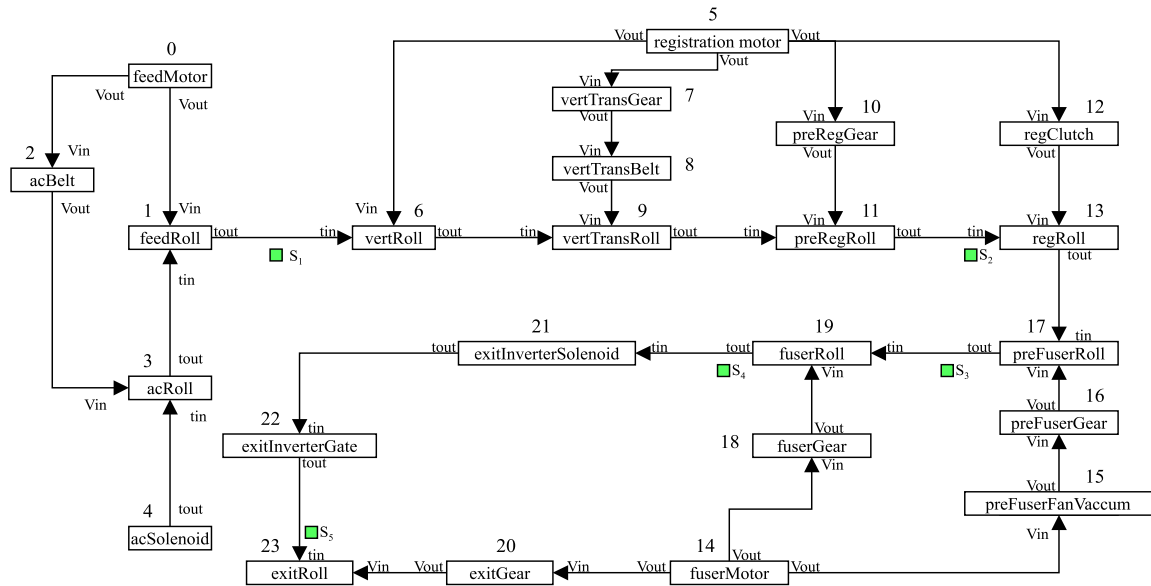 5
Vout registration motor Vout
Vout
0
feedMotor
Vout Vout
Vin
vertTransGear 7
Vout
10
Vin
preRegGear
Vout
12
Vin
regClutch
Vout
2 Vin
acBelt
Vout
Vin
vertTransBelt 8
Vout
1 Vin
feedRoll tout
S1
Vin 6
tin vertRoll tout
Vin 9
tin vertTransRoll tout
Vin 11
tin preRegRoll tout
S2
Vin 13
tin regRoll
tout
tin
3 tout
acRoll
Vin tin
21
tout exitInverterSolenoid tin
S4
19
tout fuserRoll tin
Vin
S3
17 tin
tout preFuserRoll
Vin
16
Vout
preFuserGear
Vin
22 tin
exitInverterGate
tout
Vout
18 fuserGear
Vin
15
Vout
preFuserFanVaccum
Vin
4 tout
acSolenoid
S5
23 tin
exitRoll Vin
20
Vout exitGear Vin
14 Vout
Vout fuserMotor Vout